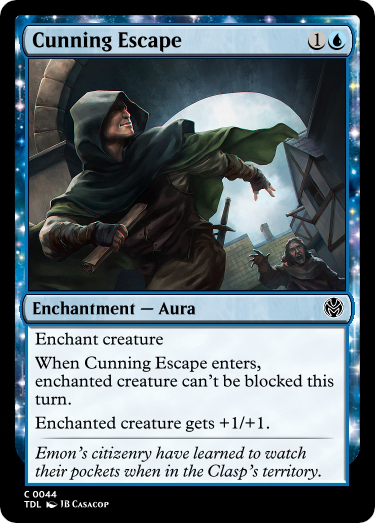 Cunning Escape 1
Enchantment — Aura
Enchant creature
When Cunning Escape enters,
enchanted creature can't be blocked this
turn.
Enchanted creature gets +1/+1.
Emon's citizenry have learned to watch
their pockets when in the Clasp's territory.
C 0044
TDL JB Casacop